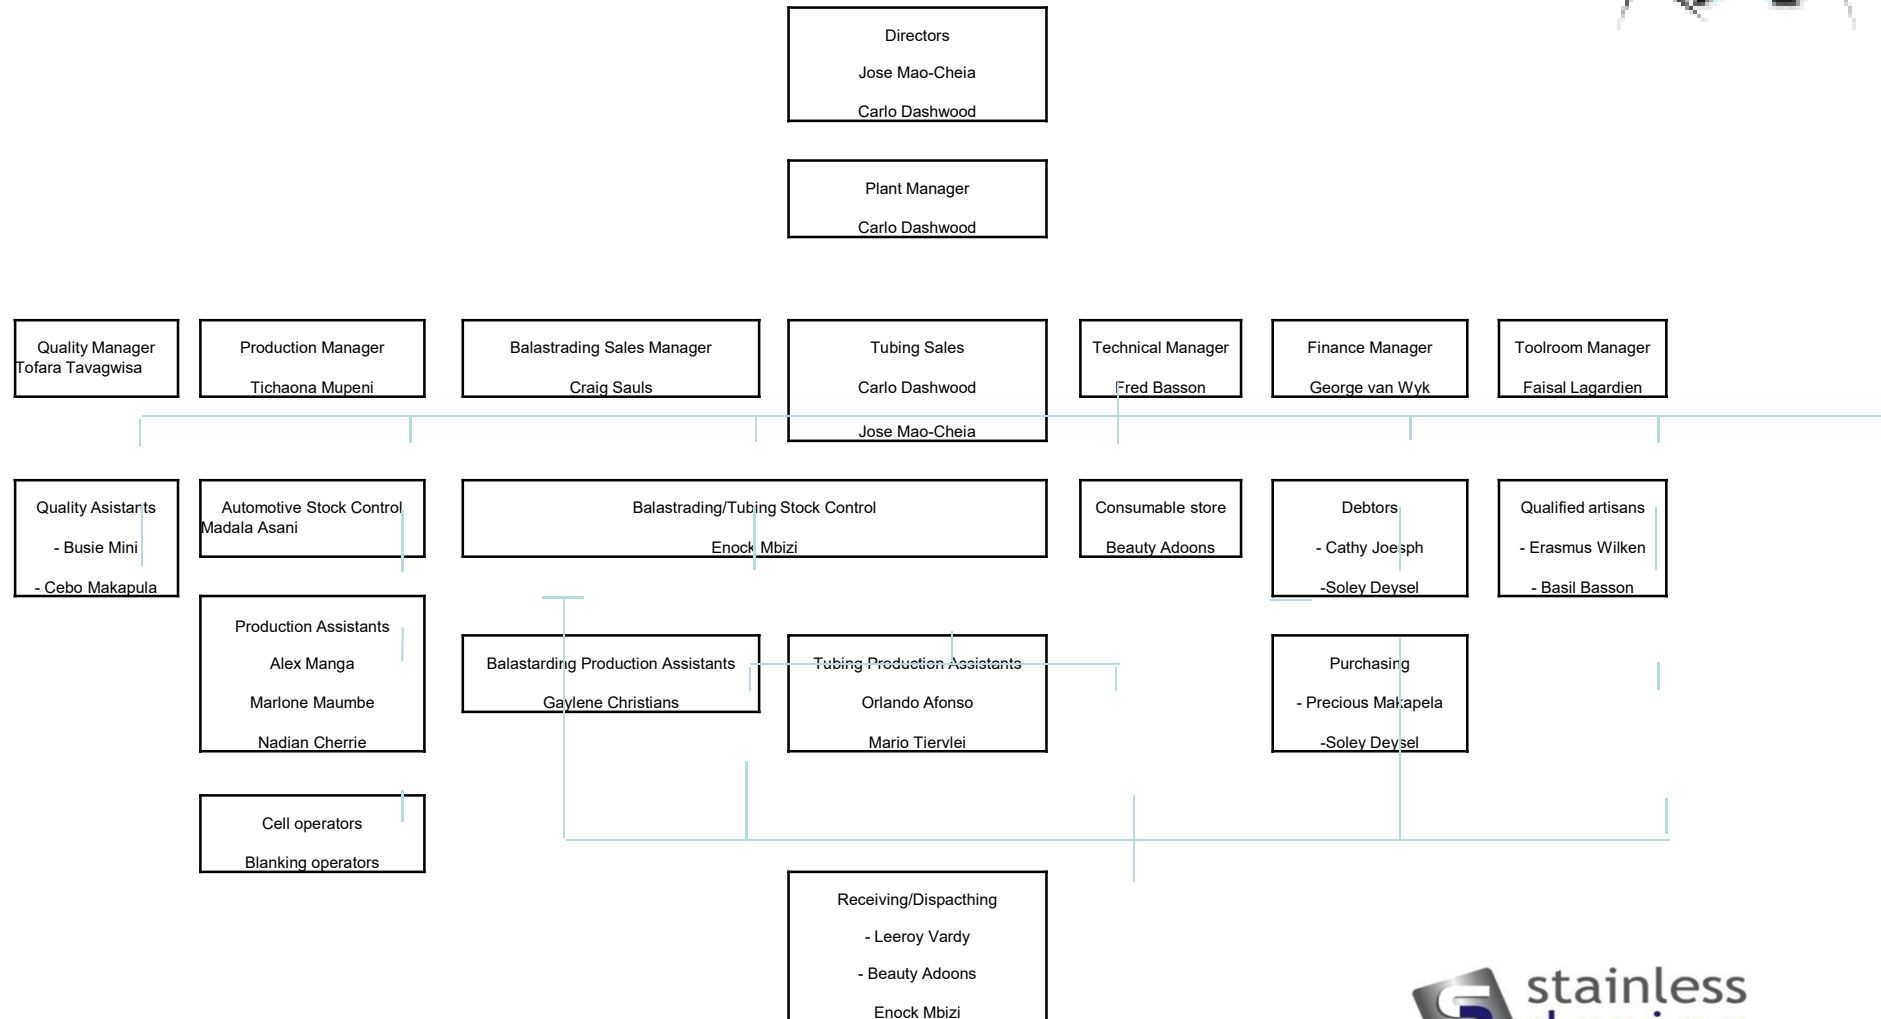 Directors
Jose Mao-Cheia
Carlo Dashwood
Plant Manager
Carlo Dashwood
Quality Manager
Tofara Tavagwisa
Production Manager
Tichaona Mupeni
Balastrading Sales Manager
Craig Sauls
Tubing Sales
Carlo Dashwood
Jose Mao-Cheia
Technical Manager
Fred Basson
Finance Manager
George van Wyk
Toolroom Manager
Faisal Lagardien
Quality Asistants
- Busie Mini
- Cebo Makapula
Automotive Stock Control
Madala Asani
Balastrading/Tubing Stock Control
Enock Mbizi
Consumable store
Beauty Adoons
Debtors
- Cathy Joesph
-Soley Deysel
Qualified artisans
- Erasmus Wilken
- Basil Basson
Production Assistants
Alex Manga
Marlone Maumbe
Nadian Cherrie
Balastarding Production Assistants
Gaylene Christians
Tubing Production Assistants
Orlando Afonso
Mario Tiervlei
Purchasing
- Precious Makapela
-Soley Deysel
Cell operators
Blanking operators
Receiving/Dispacthing
- Leeroy Vardy
- Beauty Adoons
Enock Mbizi
stainless